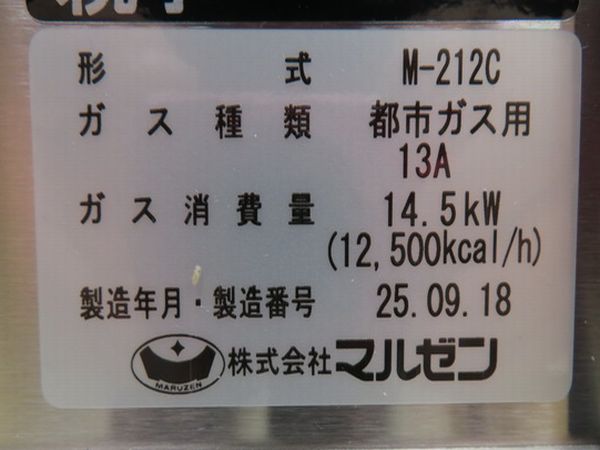 形式 M-212C
ガス種類 都市ガス用
13A
ガス消費量 14.5kW
(12,500kcal/h)
製造年月・製造番号 25.09.18
MARUZEN 株式会社マルゼン